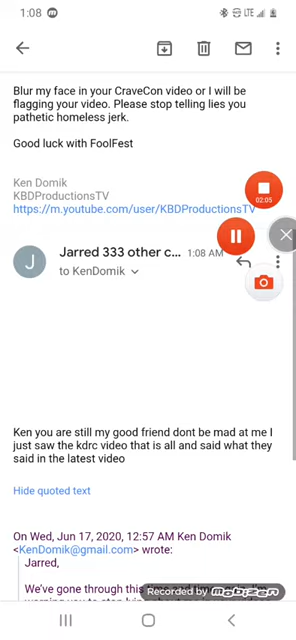 1:08
LTE
Blur my face in your CraveCon video or I will be
flagging your video. Please stop telling lies you
pathetic homeless jerk.
Good luck with FoolFest
Ken Domik
KBDProductionsTV
https://m.youtube.com/user/KBDProductionsTV
02:05
J
Jarred 333 other c... 1:08 AM
to KenDomik
Ken you are still my good friend dont be mad at me I
just saw the kdrc video that is all and said what they
said in the latest video
Hide quoted text
On Wed, Jun 17, 2020, 12:57 AM Ken Domik
<KenDomik@gmail.com> wrote:
Jarred,
We've gone through this time and time
Recorded by mobizen